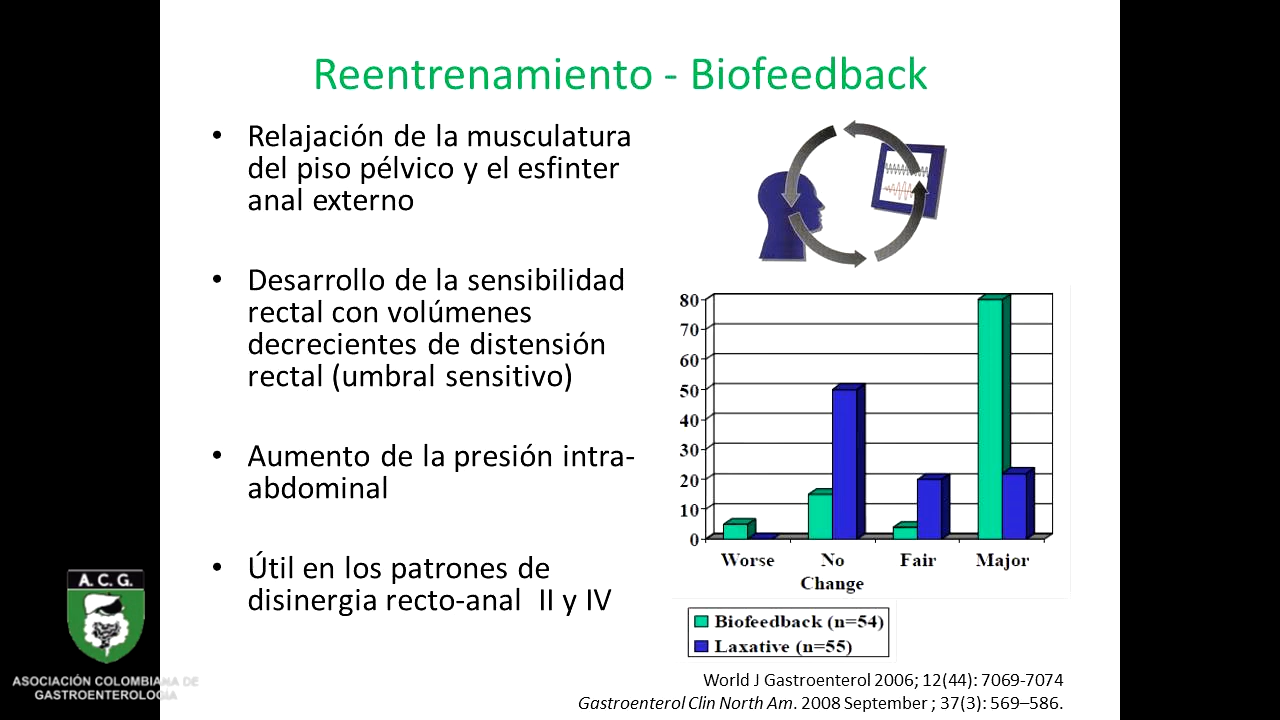 Reentrenamiento - Biofeedback
• Relajación de la musculatura
del piso pélvico y el esfinter
anal externo
• Desarrollo de la sensibilidad
rectal con volúmenes
decrecientes de distensión
rectal (umbral sensitivo)
• Aumento de la presión intra-
abdominal
• Útil en los patrones de
disinergia recto-anal II y IV
80
70
60
50
40
30
20
10
0
Worse No Fair Major
Change
Biofeedback (n=54)
Laxative (n=55)
World J Gastroenterol 2006; 12(44): 7069-7074
Gastroenterol Clin North Am. 2008 September ; 37(3): 569–586.
A. C. G.
ASOCIACIÓN COLOMBIANA DE
GASTROENTEROLOGÍA